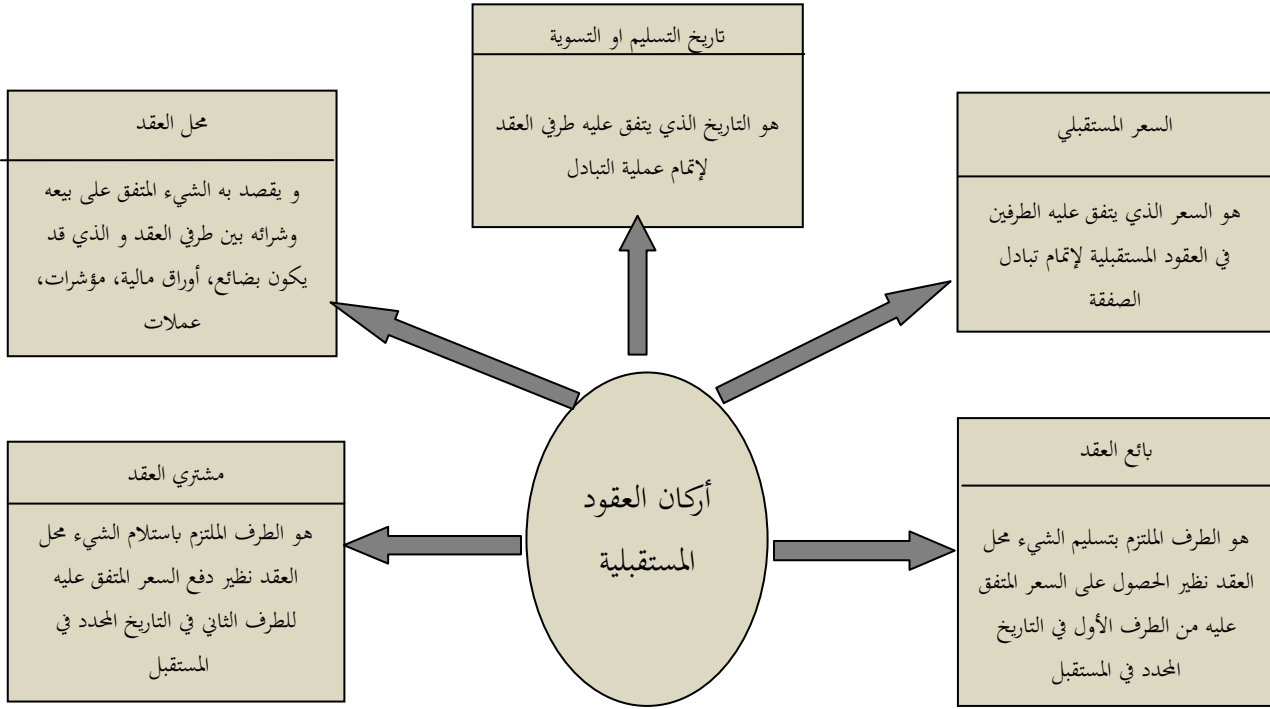 تاريخ التسليم او التسوية
هو التاريخ الذي يتفق عليه طرفي العقد
لإتمام عملية التبادل
السعر المستقبلي
هو السعر الذي يتفق عليه الطرفين
في العقود المستقبلية لإتمام تبادل
الصفقة
محل العقد
و يقصد به الشيء المتفق على بيعه
وشرائه بين طرفي العقد و الذي قد
يكون بضائع، أوراق مالية، مؤشرات،
عملات
أركان العقود
المستقبلية
بائع العقد
هو الطرف الملتزم بتسليم الشيء محل
العقد نظير الحصول على السعر المتفق
عليه من الطرف الأول في التاريخ
المحدد في المستقبل
مشتري العقد
هو الطرف الملتزم باستلام الشيء محل
العقد نظير دفع السعر المتفق عليه
للطرف الثاني في التاريخ المحدد في
المستقبل